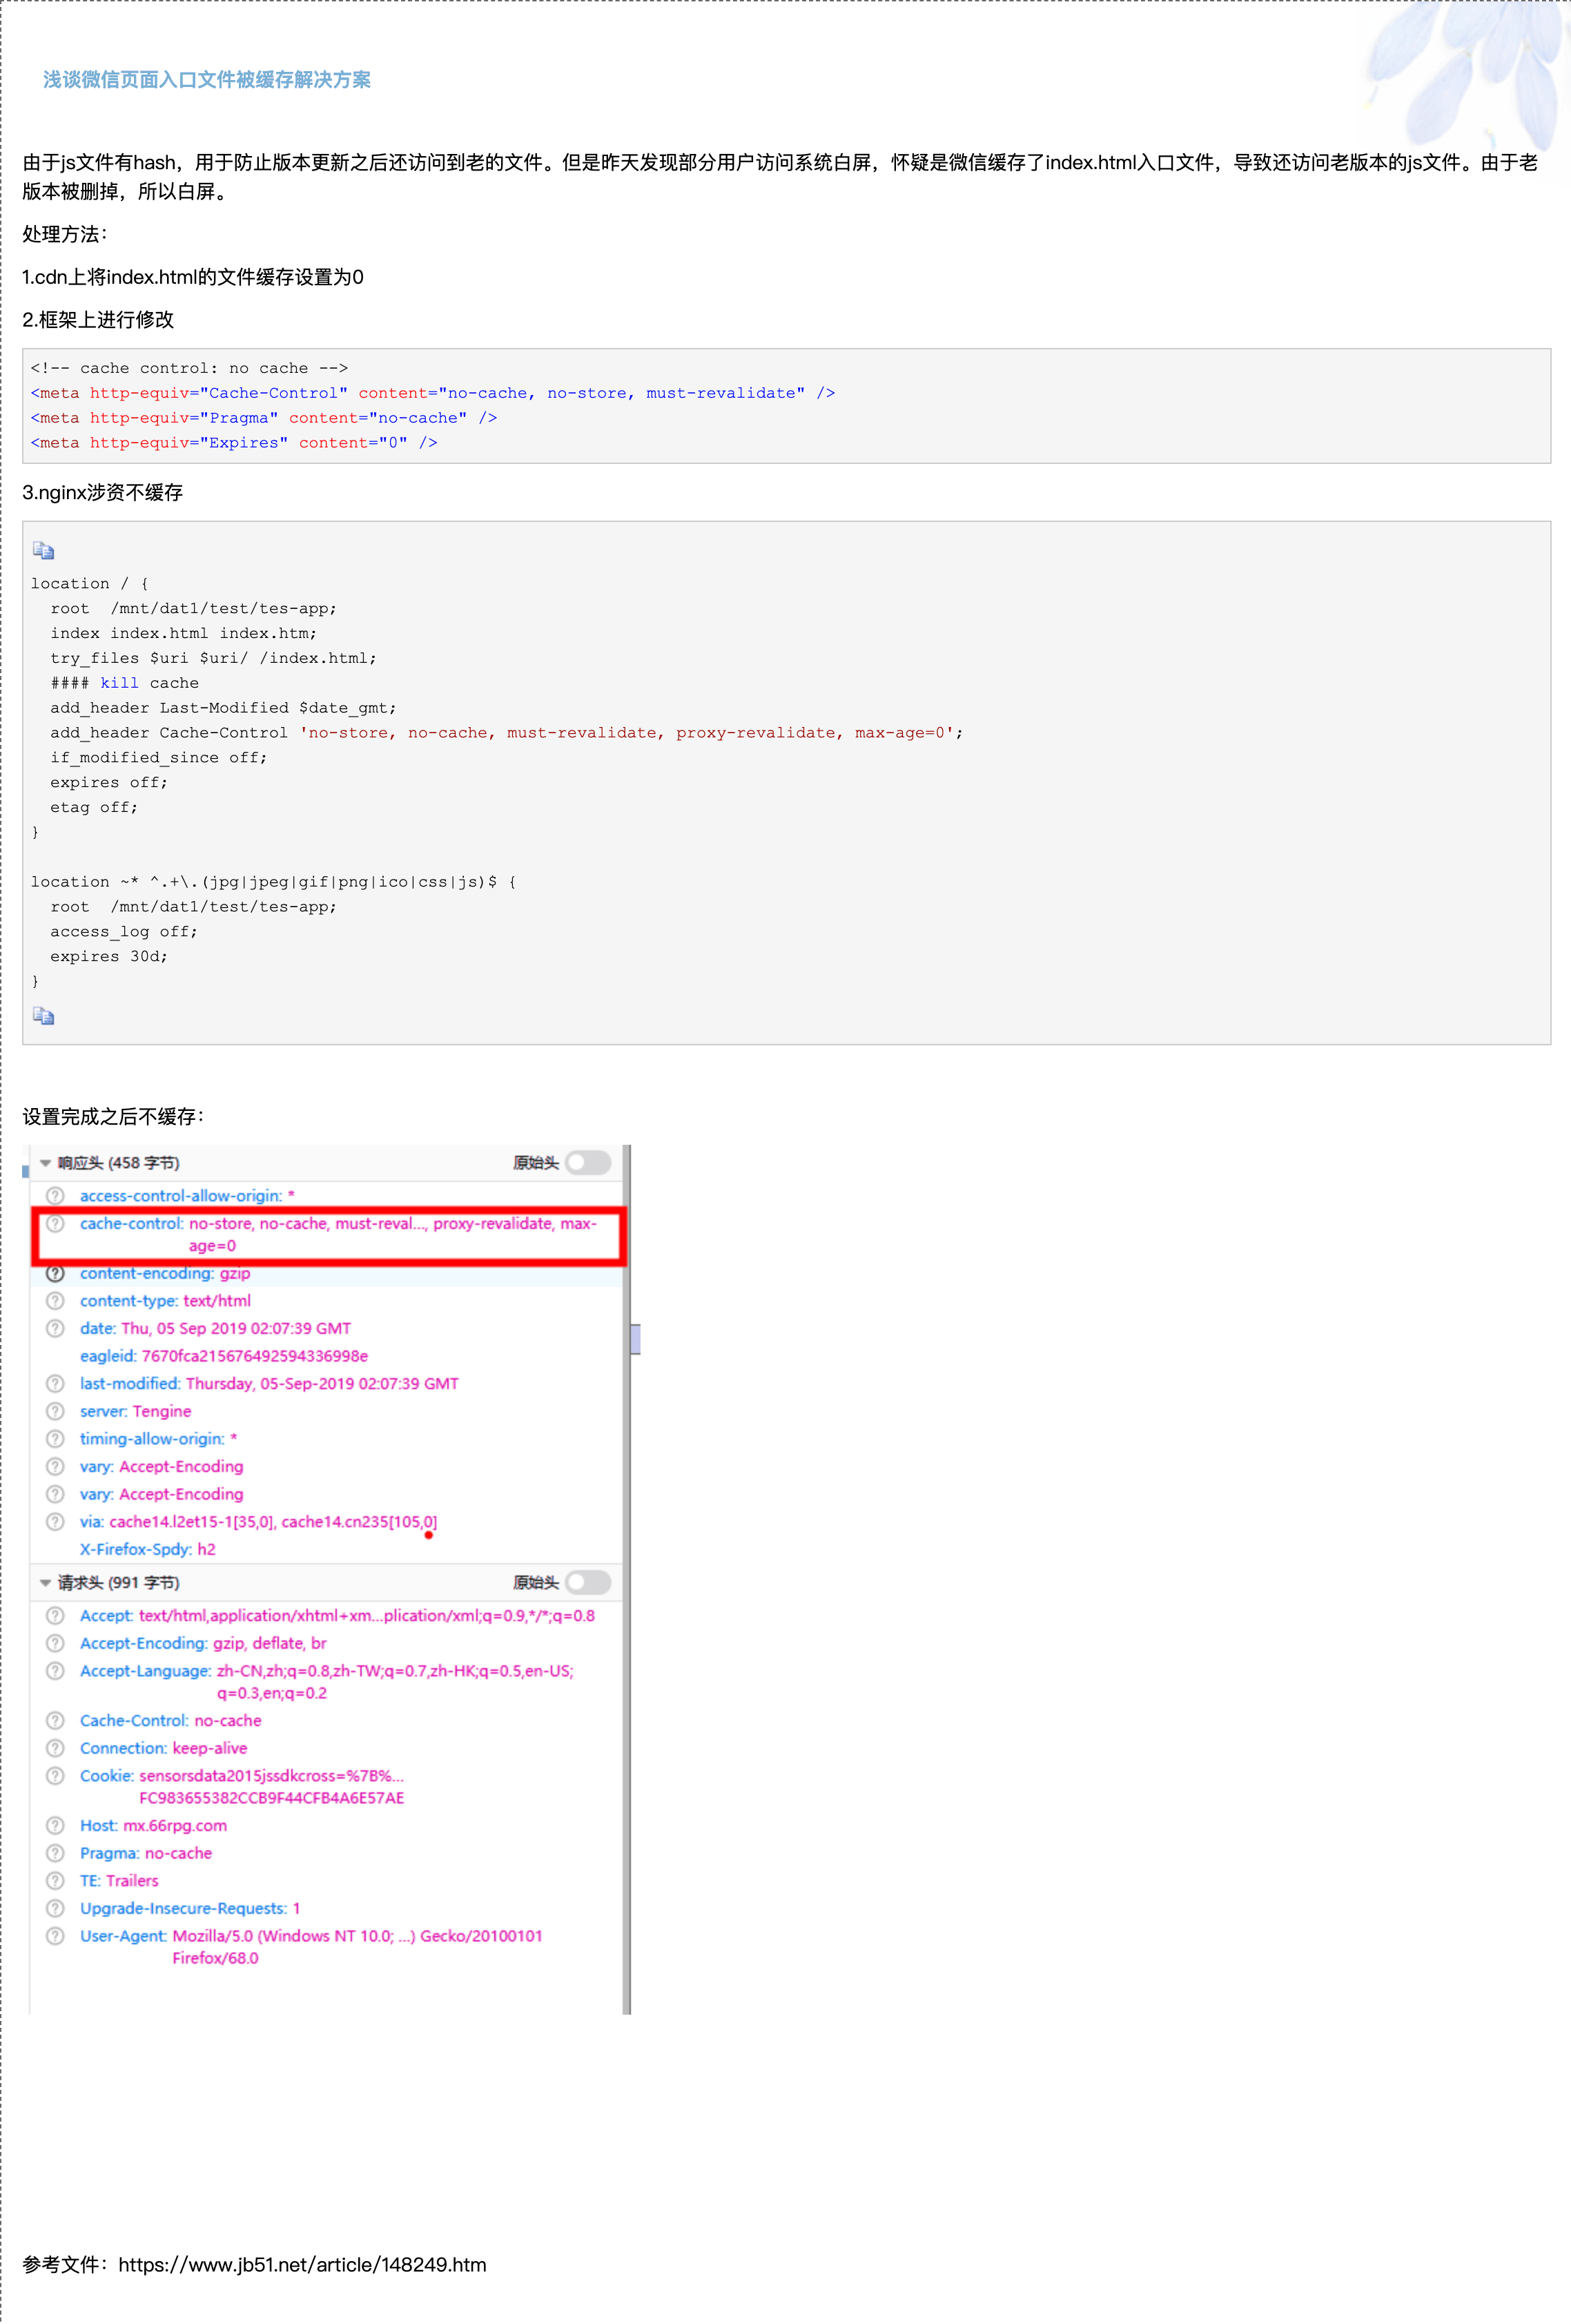 浅谈微信页面入口文件被缓存解决方案
由于js文件有hash，用于防止版本更新之后还访问到老的文件。但是昨天发现部分用户访问系统白屏，怀疑是微信缓存了index.html入口文件，导致还访问老版本的js文件。由于老
版本被删掉，所以白屏。
处理方法：
1.cdn上将index.html的文件缓存设置为0
2.框架上进行修改
<!-- cache control: no cache -->
<meta http-equiv="Cache-Control" content="no-cache, no-store, must-revalidate" />
<meta http-equiv="Pragma" content="no-cache" />
<meta http-equiv="Expires" content="0" />
3.nginx涉资不缓存
location / {
  root  /mnt/dat1/test/tes-app;
  index index.html index.htm;
  try_files $uri $uri/ /index.html;
  #### kill cache
  add_header Last-Modified $date_gmt;
  add_header Cache-Control 'no-store, no-cache, must-revalidate, proxy-revalidate, max-age=0';
  if_modified_since off;
  expires off;
  etag off;
}
location ~* ^.+\.(jpg|jpeg|gif|png|ico|css|js)$ {
  root  /mnt/dat1/test/tes-app;
  access_log off;
  expires 30d;
}
设置完成之后不缓存：
响应头 (458 字节) 原始头
access-control-allow-origin: *
cache-control: no-store, no-cache, must-reval..., proxy-revalidate, max-
age=0
content-encoding: gzip
content-type: text/html
date: Thu, 05 Sep 2019 02:07:39 GMT
eagleid: 7670fca215676492594336998e
last-modified: Thursday, 05-Sep-2019 02:07:39 GMT
server: Tengine
timing-allow-origin: *
vary: Accept-Encoding
vary: Accept-Encoding
via: cache14.l2et15-1[35,0], cache14.cn235[105,0]
X-Firefox-Spdy: h2
请求头 (991 字节) 原始头
Accept: text/html,application/xhtml+xm...plication/xml;q=0.9,*/*;q=0.8
Accept-Encoding: gzip, deflate, br
Accept-Language: zh-CN,zh;q=0.8,zh-TW;q=0.7,zh-HK;q=0.5,en-US;
q=0.3,en;q=0.2
Cache-Control: no-cache
Connection: keep-alive
Cookie: sensorsdata2015jssdkcross=%7B%...
FC983655382CCB9F44CFB4A6E57AE
Host: mx.66rpg.com
Pragma: no-cache
TE: Trailers
Upgrade-Insecure-Requests: 1
User-Agent: Mozilla/5.0 (Windows NT 10.0; ...) Gecko/20100101
Firefox/68.0
参考文件：https://www.jb51.net/article/148249.htm